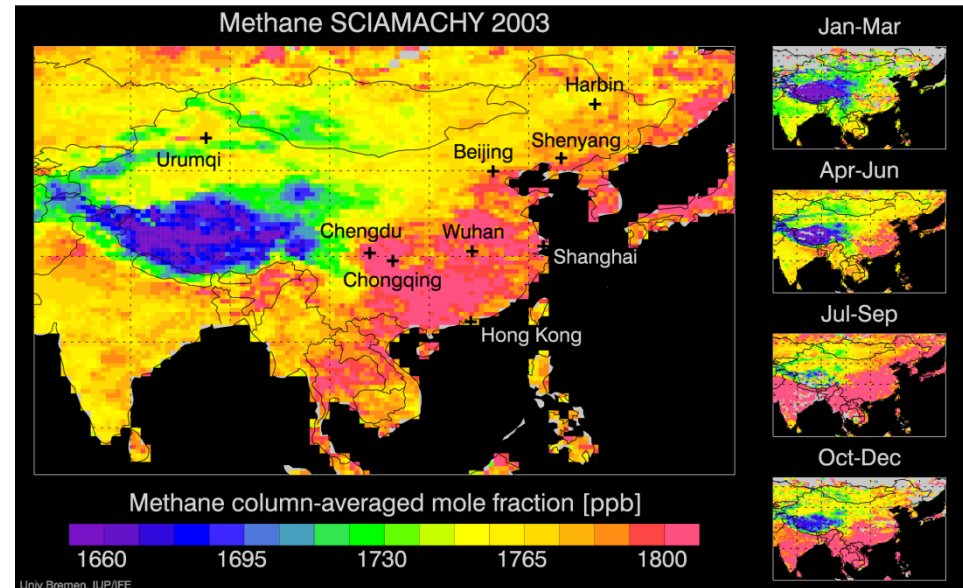 Methane SCIAMACHY 2003
Jan-Mar
Harbin
Shenyang
Beijing
Urumqi
Apr-Jun
Chengdu
Wuhan
Shanghai
Chongqing
Jul-Sep
Hong Kong
Oct-Dec
Methane column-averaged mole fraction [ppb]
1660 1695 1730 1765 1800
Univ.Bremen, IUP/IFE